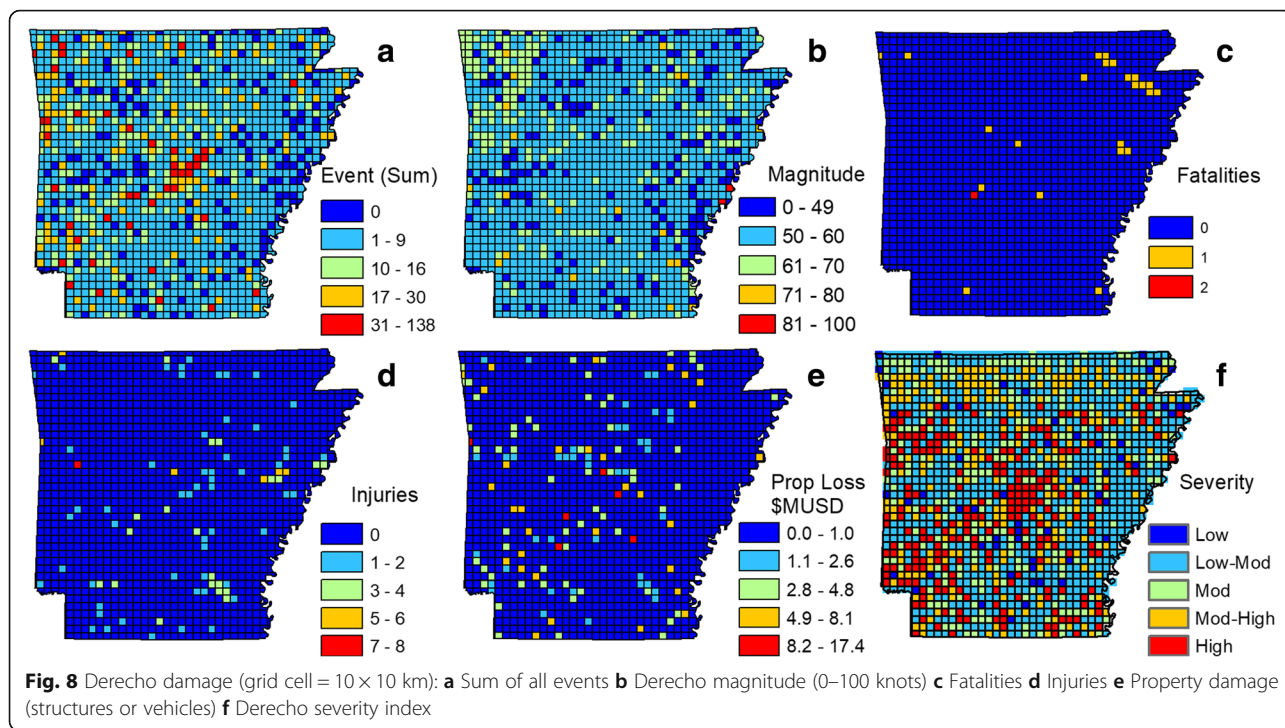 a
Event (Sum)
0
1 - 9
10 - 16
17 - 30
31 - 138
b
Magnitude
0 - 49
50 - 60
61 - 70
71 - 80
81 - 100
c
Fatalities
0
1
2
d
Injuries
0
1 - 2
3 - 4
5 - 6
7 - 8
e
Prop Loss
$MUSD
0.0 - 1.0
1.1 - 2.6
2.8 - 4.8
4.9 - 8.1
8.2 - 17.4
f
Severity
Low
Low-Mod
Mod
Mod-High
High
Fig. 8 Derecho damage (grid cell = 10 × 10 km): a Sum of all events b Derecho magnitude (0–100 knots) c Fatalities d Injuries e Property damage
(structures or vehicles) f Derecho severity index